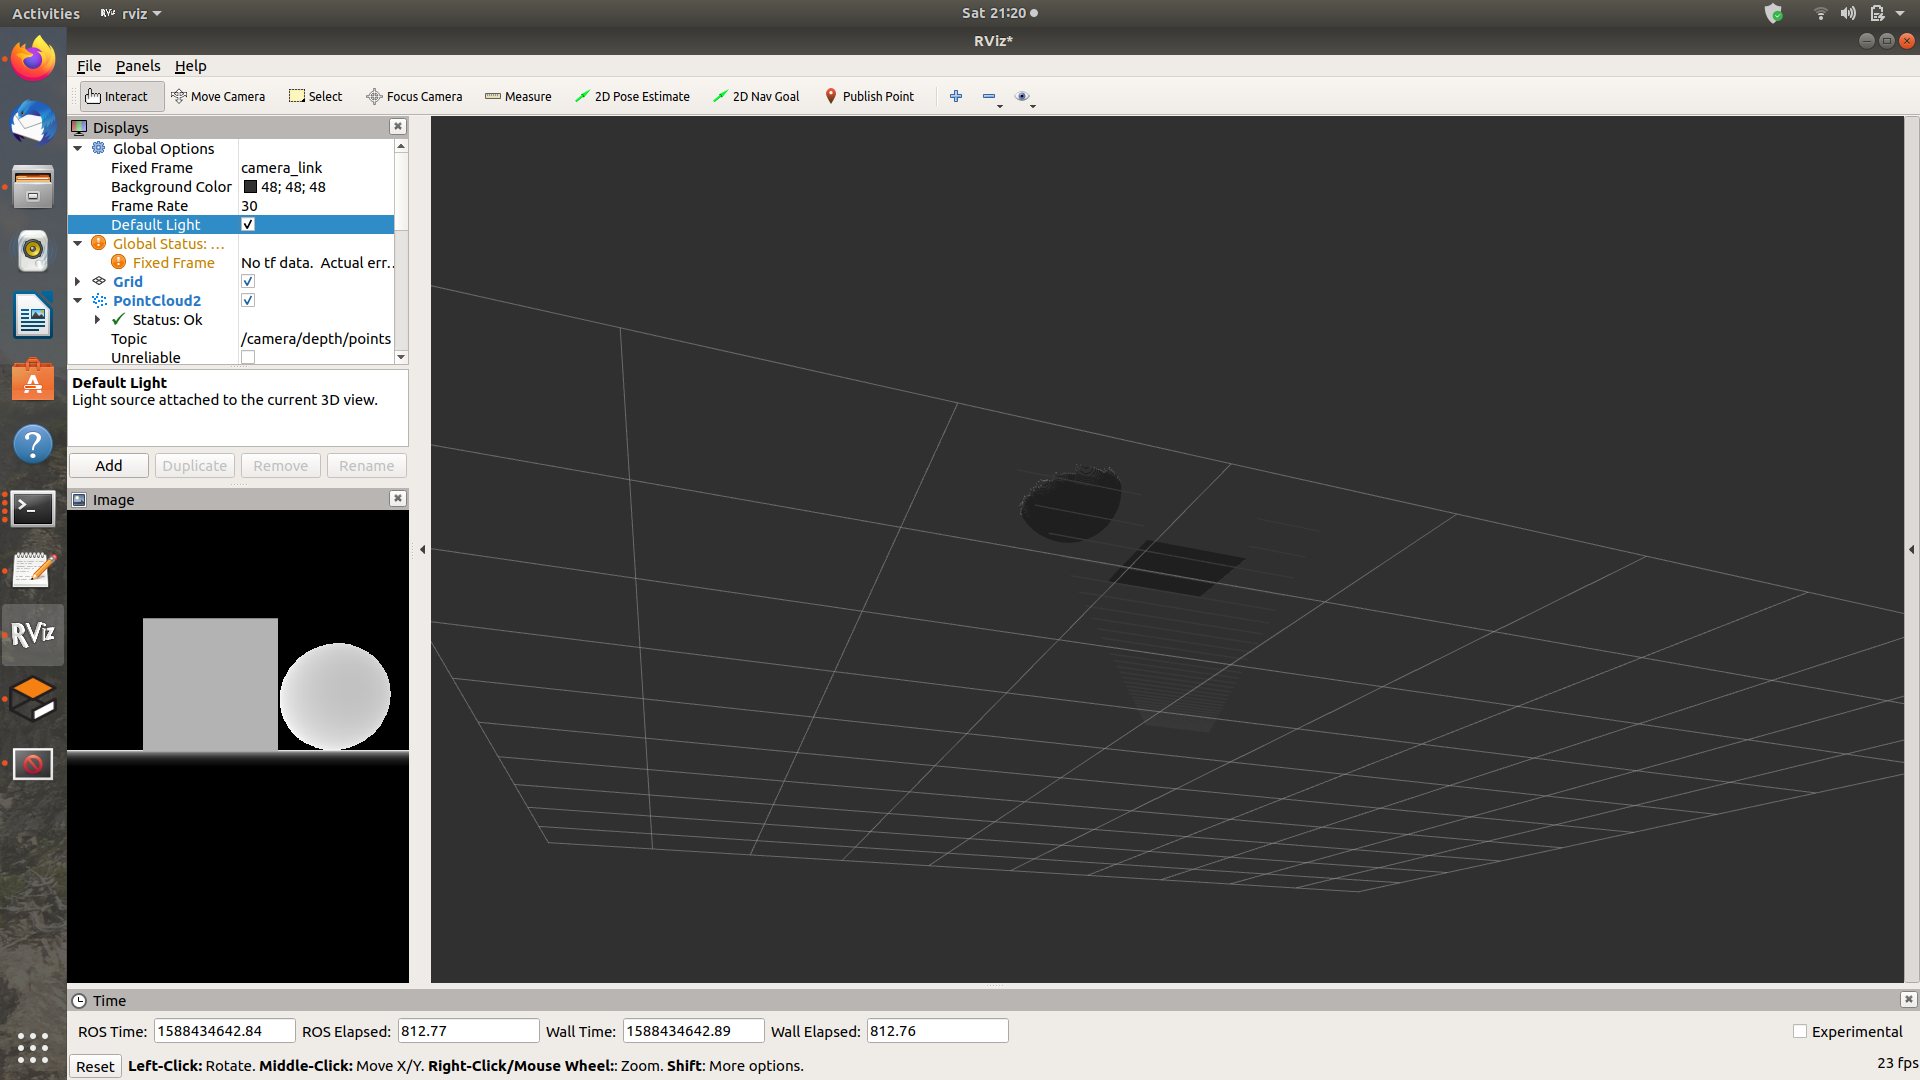 Activities RViz rviz Sat 21:20
RViz*
File Panels Help
Interact Move Camera Select Focus Camera Measure 2D Pose Estimate 2D Nav Goal Publish Point
Displays
Global Options
Fixed Frame camera_link
Background Color 48; 48; 48
Frame Rate 30
Default Light
Global Status: ...
Fixed Frame No tf data. Actual err...
Grid
PointCloud2
Status: Ok
Topic /camera/depth/points
Unreliable
Default Light
Light source attached to the current 3D view.
Add Duplicate Remove Rename
Image
RViz
Time
ROS Time: 1588434642.84 ROS Elapsed: 812.77 Wall Time: 1588434642.89 Wall Elapsed: 812.76 Experimental
Reset Left-Click: Rotate. Middle-Click: Move X/Y. Right-Click/Mouse Wheel:: Zoom. Shift: More options. 23 fps